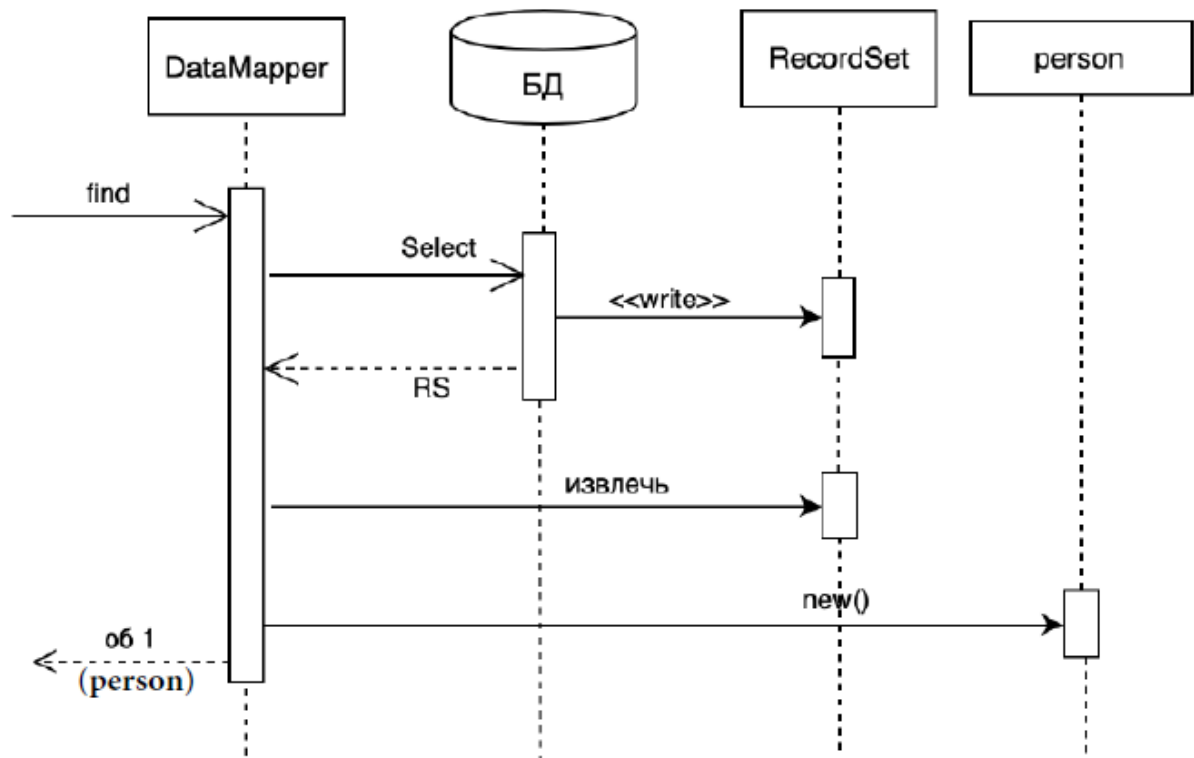 DataMapper
БД
RecordSet
person
find
Select
<<write>>
RS
извлечь
new()
об 1
(person)